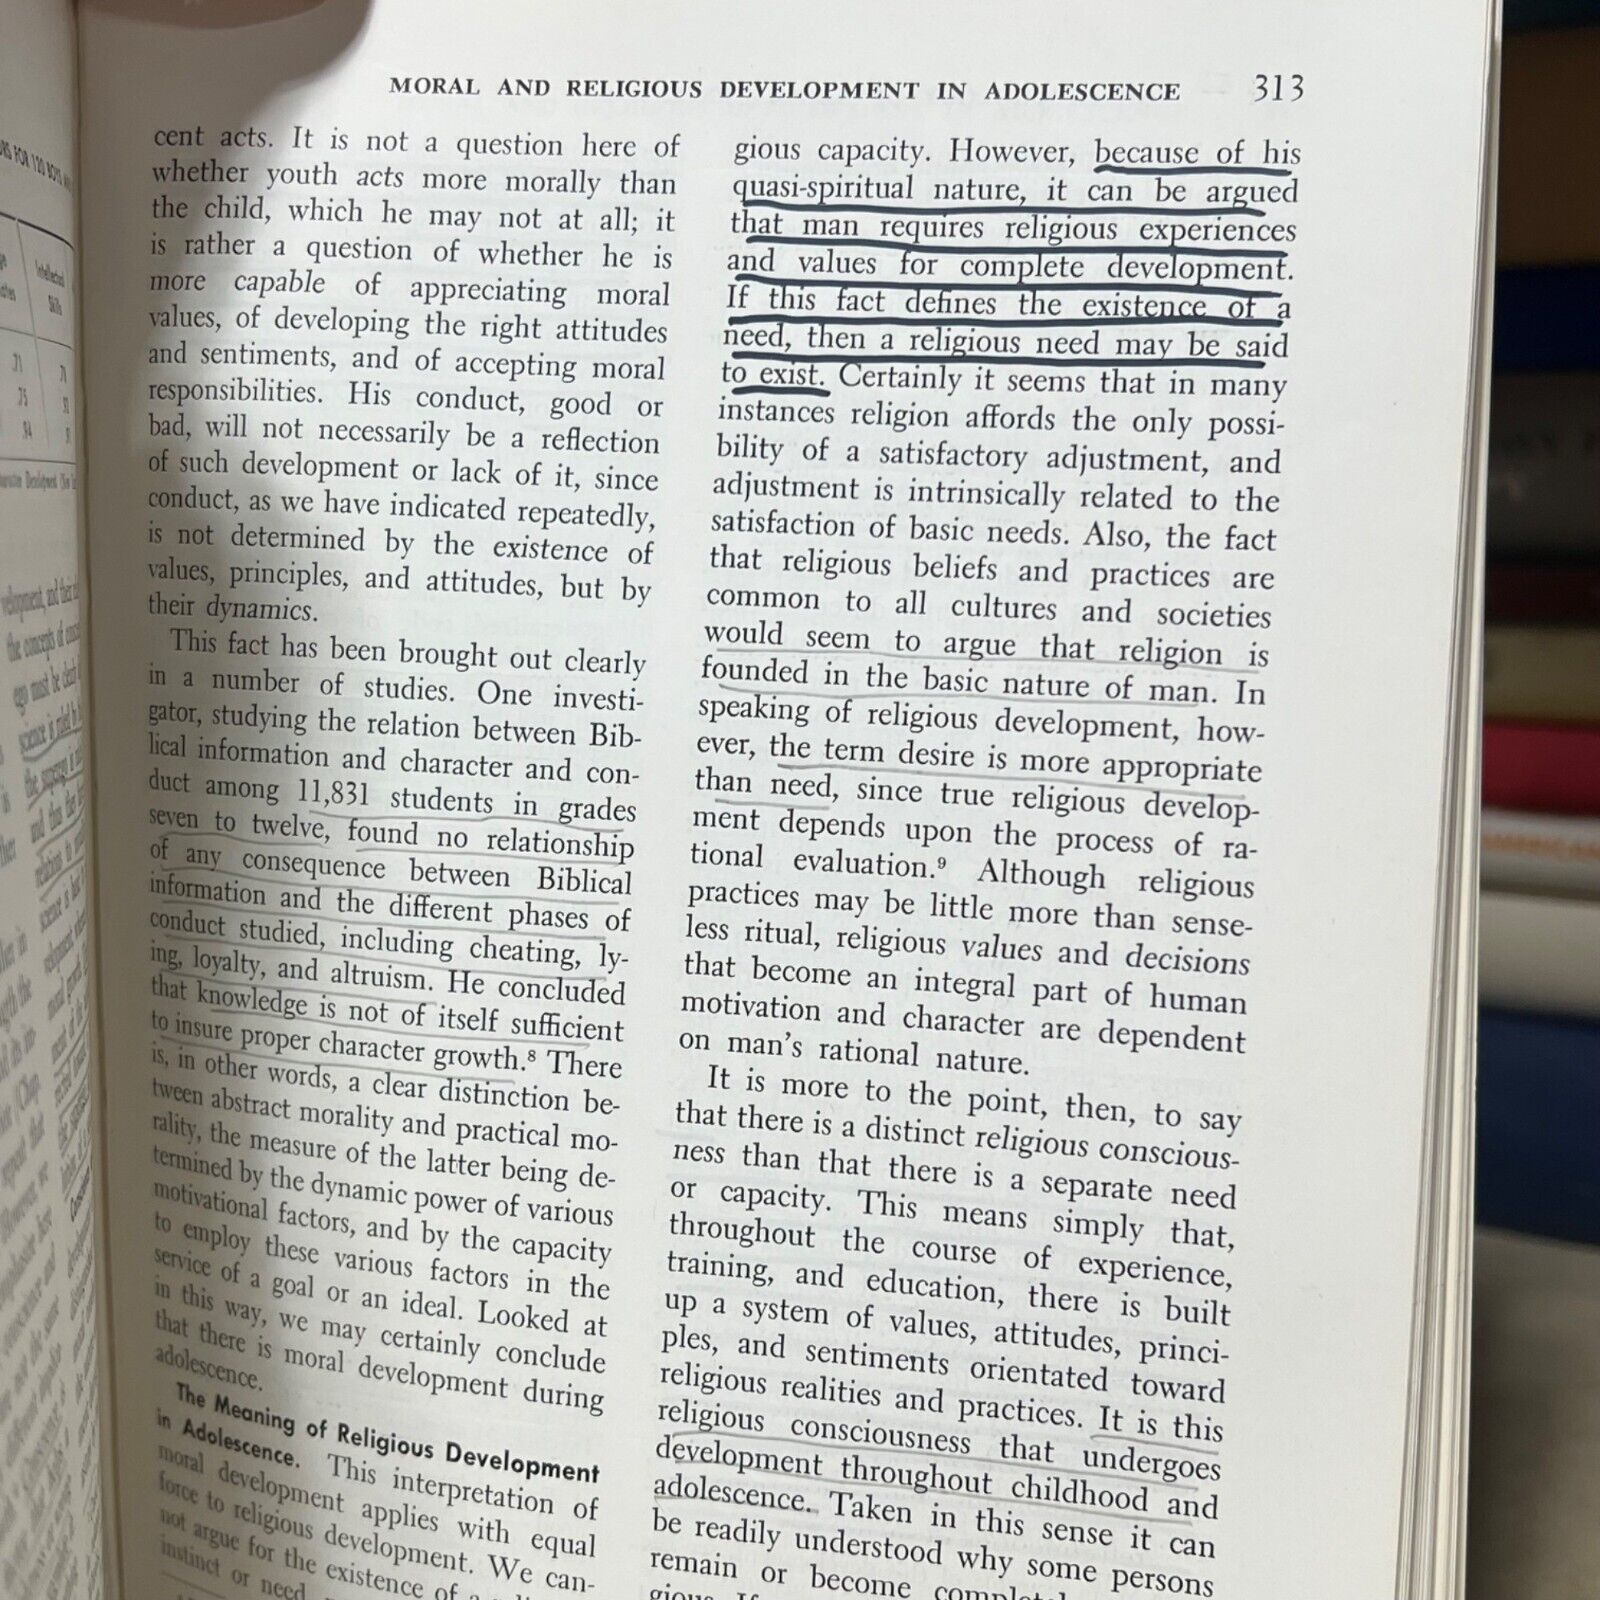 MORAL AND RELIGIOUS DEVELOPMENT IN ADOLESCENCE 313
cent acts. It is not a question here of
whether youth acts more morally than
the child, which he may not at all; it
is rather a question of whether he is
more capable of appreciating moral
values, of developing the right attitudes
and sentiments, and of accepting moral
responsibilities. His conduct, good or
bad, will not necessarily be a reflection
of such development or lack of it, since
conduct, as we have indicated repeatedly,
is not determined by the existence of
values, principles, and attitudes, but by
their dynamics.
This fact has been brought out clearly
in a number of studies. One investi-
gator, studying the relation between Bib-
lical information and character and con-
duct among 11,831 students in grades
seven to twelve, found no relationship
of any consequence between Biblical
information and the different phases of
conduct studied, including cheating, ly-
ing, loyalty, and altruism. He concluded
that knowledge is not of itself sufficient
to insure proper character growth.⁸ There
is, in other words, a clear distinction be-
tween abstract morality and practical mo-
rality, the measure of the latter being de-
termined by the dynamic power of various
motivational factors, and by the capacity
to employ these various factors in the
service of a goal or an ideal. Looked at
in this way, we may certainly conclude
that there is moral development during
adolescence.
The Meaning of Religious Development
in Adolescence. This interpretation of
moral development applies with equal
force to religious development. We can-
not argue for the existence of a
instinct or need
gious capacity. However, because of his
quasi-spiritual nature, it can be argued
that man requires religious experiences
and values for complete development.
If this fact defines the existence of a
need, then a religious need may be said
to exist. Certainly it seems that in many
instances religion affords the only possi-
bility of a satisfactory adjustment, and
adjustment is intrinsically related to the
satisfaction of basic needs. Also, the fact
that religious beliefs and practices are
common to all cultures and societies
would seem to argue that religion is
founded in the basic nature of man. In
speaking of religious development, how-
ever, the term desire is more appropriate
than need, since true religious develop-
ment depends upon the process of ra-
tional evaluation.⁹ Although religious
practices may be little more than sense-
less ritual, religious values and decisions
that become an integral part of human
motivation and character are dependent
on man's rational nature.
It is more to the point, then, to say
that there is a distinct religious conscious-
ness than that there is a separate need
or capacity. This means simply that,
throughout the course of experience,
training, and education, there is built
up a system of values, attitudes, princi-
ples, and sentiments orientated toward
religious realities and practices. It is this
religious consciousness that undergoes
development throughout childhood and
adolescence. Taken in this sense it can
be readily understood why some persons
remain or become